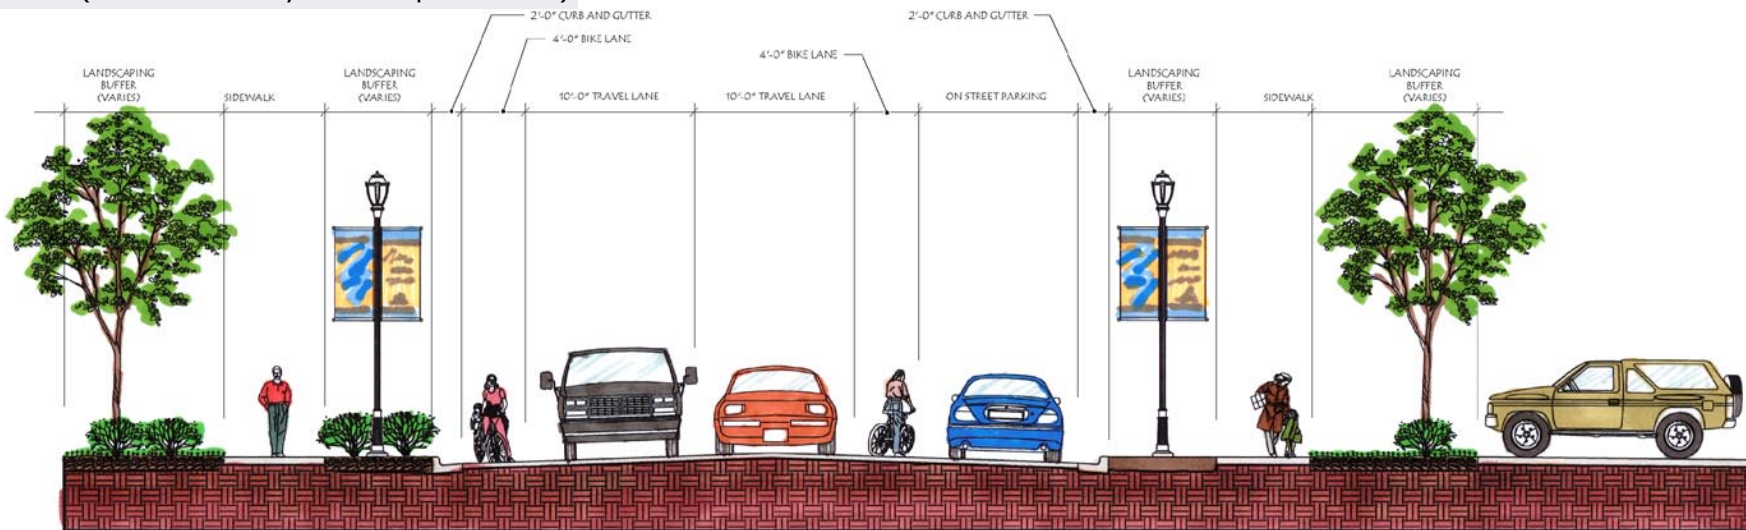 2'-0" CURB AND GUTTER
2'-0" CURB AND GUTTER
4'-0" BIKE LANE
4'-0" BIKE LANE
LANDSCAPING
BUFFER
(VARIES)
SIDEWALK
LANDSCAPING
BUFFER
(VARIES)
10'-0" TRAVEL LANE
10'-0" TRAVEL LANE
ON STREET PARKING
LANDSCAPING
BUFFER
(VARIES)
SIDEWALK
LANDSCAPING
BUFFER
(VARIES)